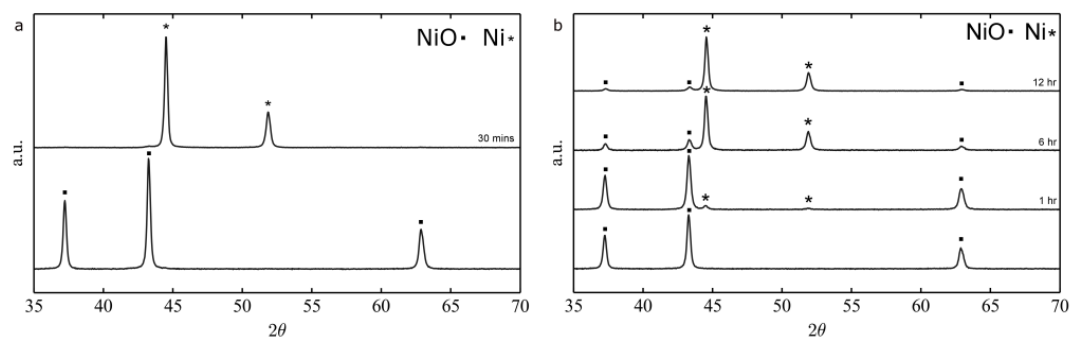 a
NiO▪ Ni*
* *
30 mins
a.u.
35 40 45 50 55 60 65 70
2θ
b
NiO▪ Ni*
12 hr
6 hr
1 hr
a.u.
35 40 45 50 55 60 65 70
2θ